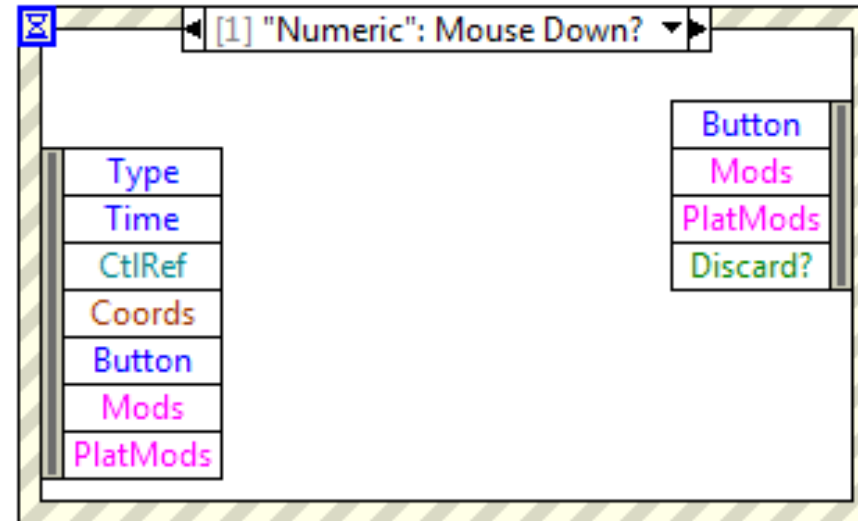 [1] "Numeric": Mouse Down?
Type
Time
CtlRef
Coords
Button
Mods
PlatMods
Button
Mods
PlatMods
Discard?